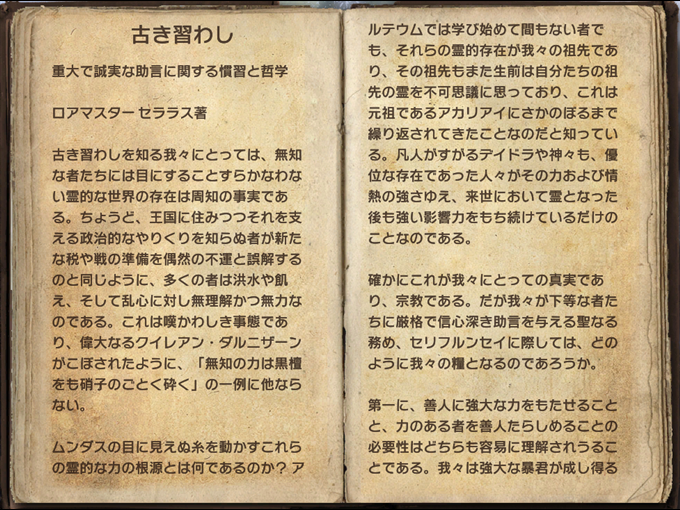 古き習わし
重大で誠実な助言に関する慣習と哲学
ロアマスター セララス著
古き習わしを知る我々にとっては、無知
な者たちには目にすることすらかなわな
い霊的な世界の存在は周知の事実であ
る。ちょうど、王国に住みつつそれを支
える政治的なやりくりを知らぬ者が新た
な税や戦の準備を偶然の不運と誤解する
のと同じように、多くの者は洪水や飢
え、そして乱心に対し無理解かつ無力な
のである。これは嘆かわしき事態であ
り、偉大なるクイレアン・ダルニザーン
がこぼされたように、「無知の力は黒檀
をも硝子のごとく砕く」の一例に他なら
ない。
ムンダスの目に見えぬ糸を動かすこれら
の霊的な力の根源とは何であるのか？ ア
ルテウムでは学び始めて間もない者で
も、それらの霊的存在が我々の祖先であ
り、その祖先もまた生前は自分たちの祖
先の霊を不可思議に思っており、これは
元祖であるアカリアイにさかのぼるまで
繰り返されてきたことなのだと知ってい
る。凡人がすがるデイドラや神々も、優
位な存在であった人々がその力および情
熱の強さゆえ、来世において霊となった
後も強い影響力をもち続けているだけの
ことなのである。
確かにこれが我々にとっての真実であ
り、宗教である。だが我々が下等な者た
ちに厳格で信心深き助言を与える聖なる
務め、セリフルンセイに際しては、どの
ように我々の糧となるのであろうか。
第一に、善人に強大な力をもたせること
と、力のある者を善人たらしめることの
必要性はどちらも容易に理解されうるこ
とである。我々は強大な暴君が成し得る